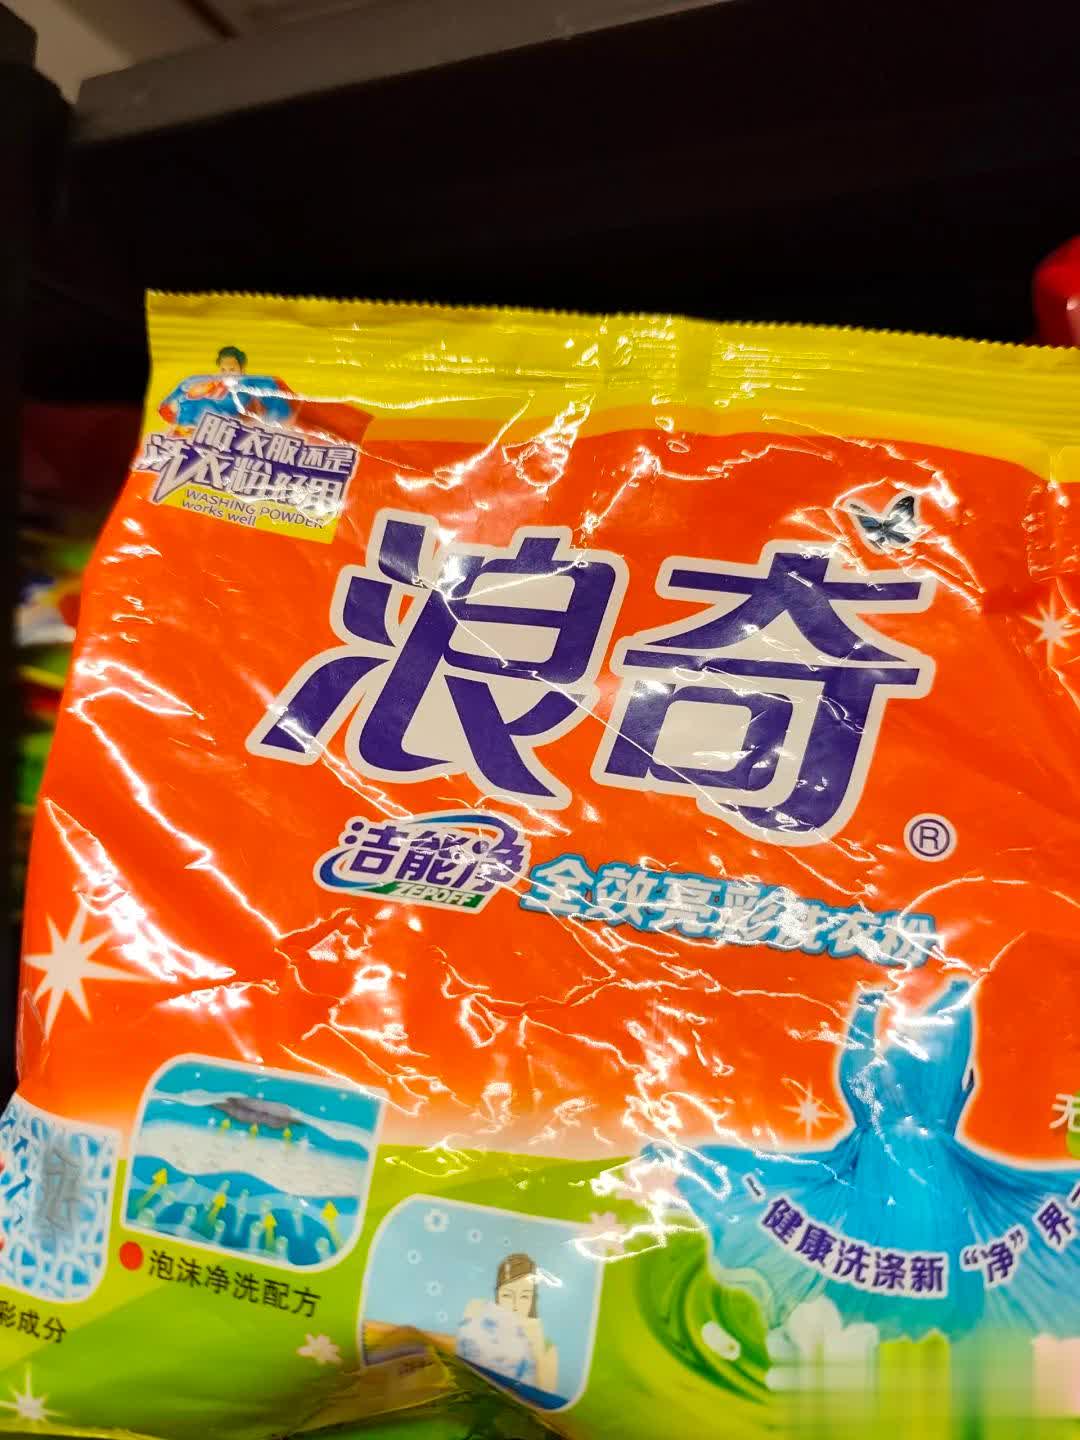 脏衣服还是
洗衣粉好用
WASHING POWDER
works well
浪奇
®
洁能净
ZEPOFF
全效亮彩洗衣粉
无
-健康洗涤新“净”界-
泡沫净洗配方
彩成分